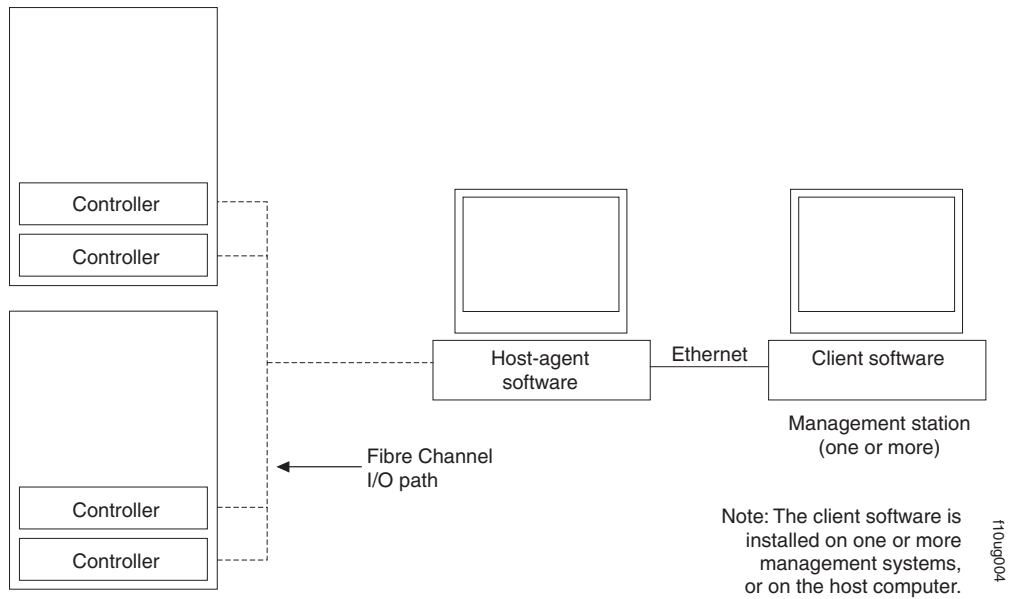 Controller
Controller
Host-agent
software
Ethernet
Client software
Management station
(one or more)
Fibre Channel
I/O path
Controller
Controller
Note: The client software is
installed on one or more
management systems,
or on the host computer.
f10ug004